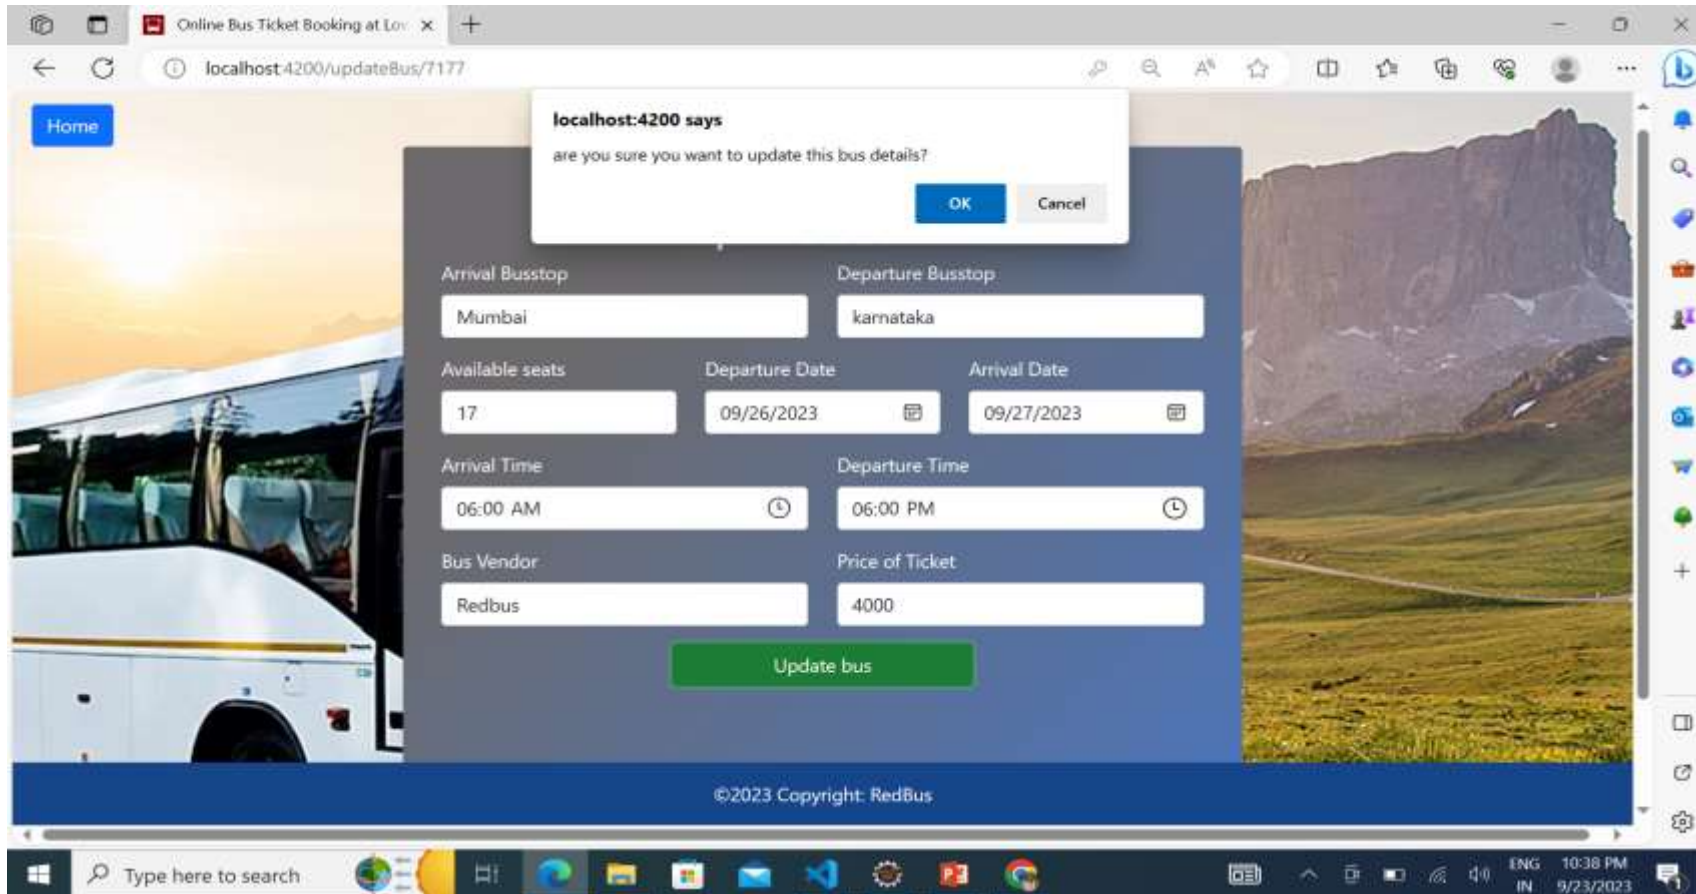 Online Bus Ticket Booking at Lov
localhost:4200/updateBus/7177
Home
localhost:4200 says
are you sure you want to update this bus details?
OK Cancel
Arrival Busstop Departure Busstop
Mumbai karnataka
Available seats Departure Date Arrival Date
17 09/26/2023 09/27/2023
Arrival Time Departure Time
06:00 AM 06:00 PM
Bus Vendor Price of Ticket
Redbus 4000
Update bus
©2023 Copyright: RedBus
Type here to search
ENG 10:38 PM
IN 9/23/2023